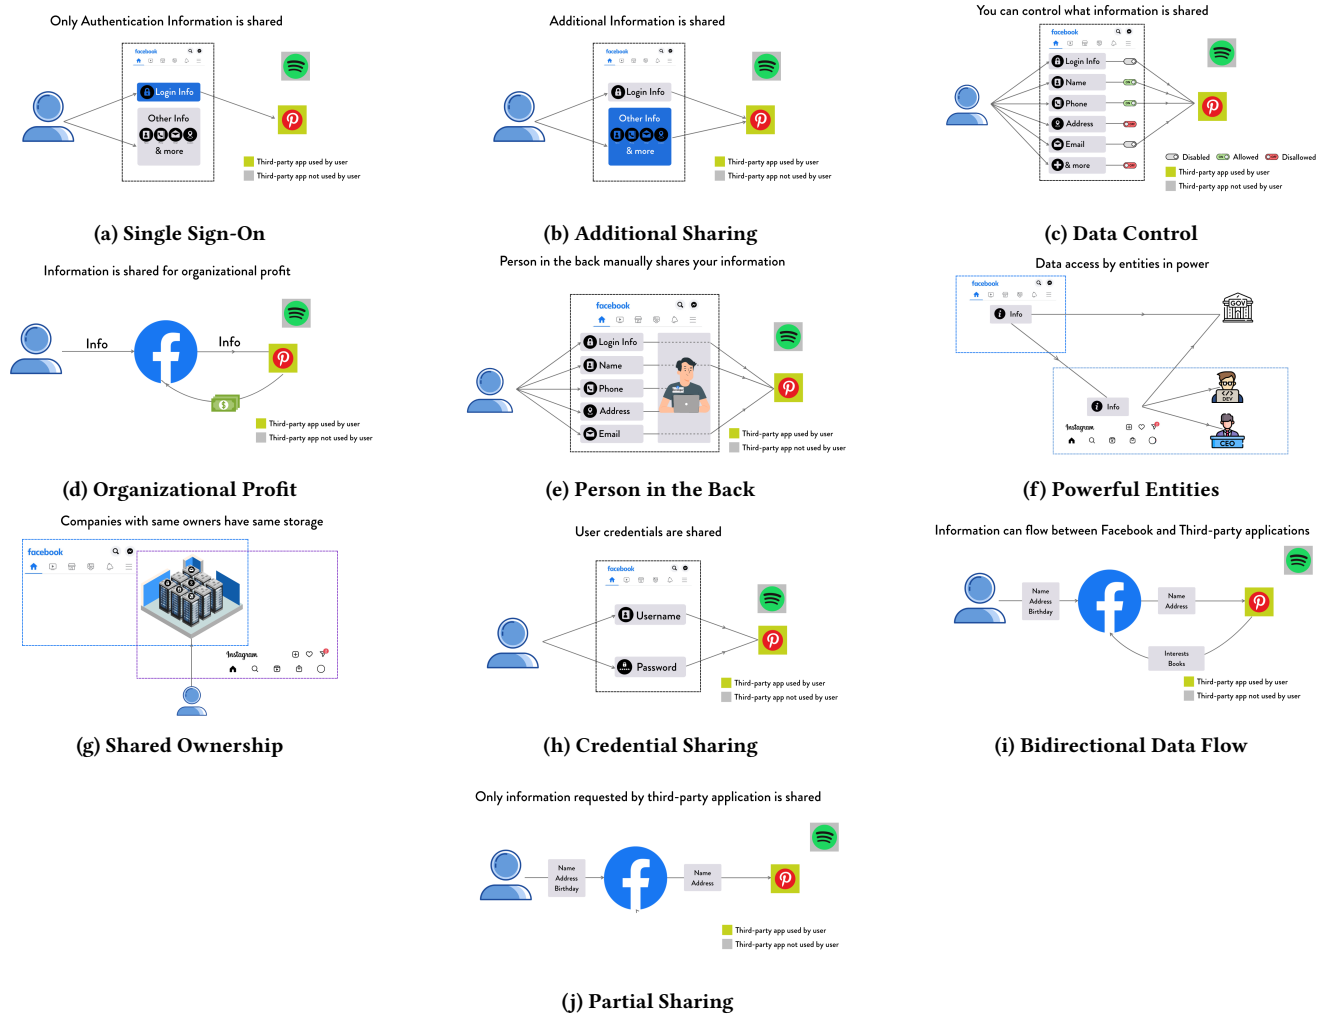 Only Authentication Information is shared
facebook
Login Info
Other Info
& more
Third-party app used by user
Third-party app not used by user
(a) Single Sign-On
Additional Information is shared
facebook
Login Info
Other Info
& more
Third-party app used by user
Third-party app not used by user
(b) Additional Sharing
You can control what information is shared
facebook
Login Info
Name
Phone
Address
Email
& more
Disabled Allowed Disallowed
Third-party app used by user
Third-party app not used by user
(c) Data Control
Information is shared for organizational profit
Info
Info
Third-party app used by user
Third-party app not used by user
(d) Organizational Profit
Person in the back manually shares your information
facebook
Login Info
Name
Phone
Address
Email
Third-party app used by user
Third-party app not used by user
(e) Person in the Back
Data access by entities in power
facebook
Info
GOV
Info
DEV
Instagram
CEO
(f) Powerful Entities
Companies with same owners have same storage
facebook
Instagram
(g) Shared Ownership
User credentials are shared
facebook
Username
Password
Third-party app used by user
Third-party app not used by user
(h) Credential Sharing
Information can flow between Facebook and Third-party applications
Name
Address
Birthday
Name
Address
Interests
Books
Third-party app used by user
Third-party app not used by user
(i) Bidirectional Data Flow
Only information requested by third-party application is shared
Name
Address
Birthday
Name
Address
Third-party app used by user
Third-party app not used by user
(j) Partial Sharing